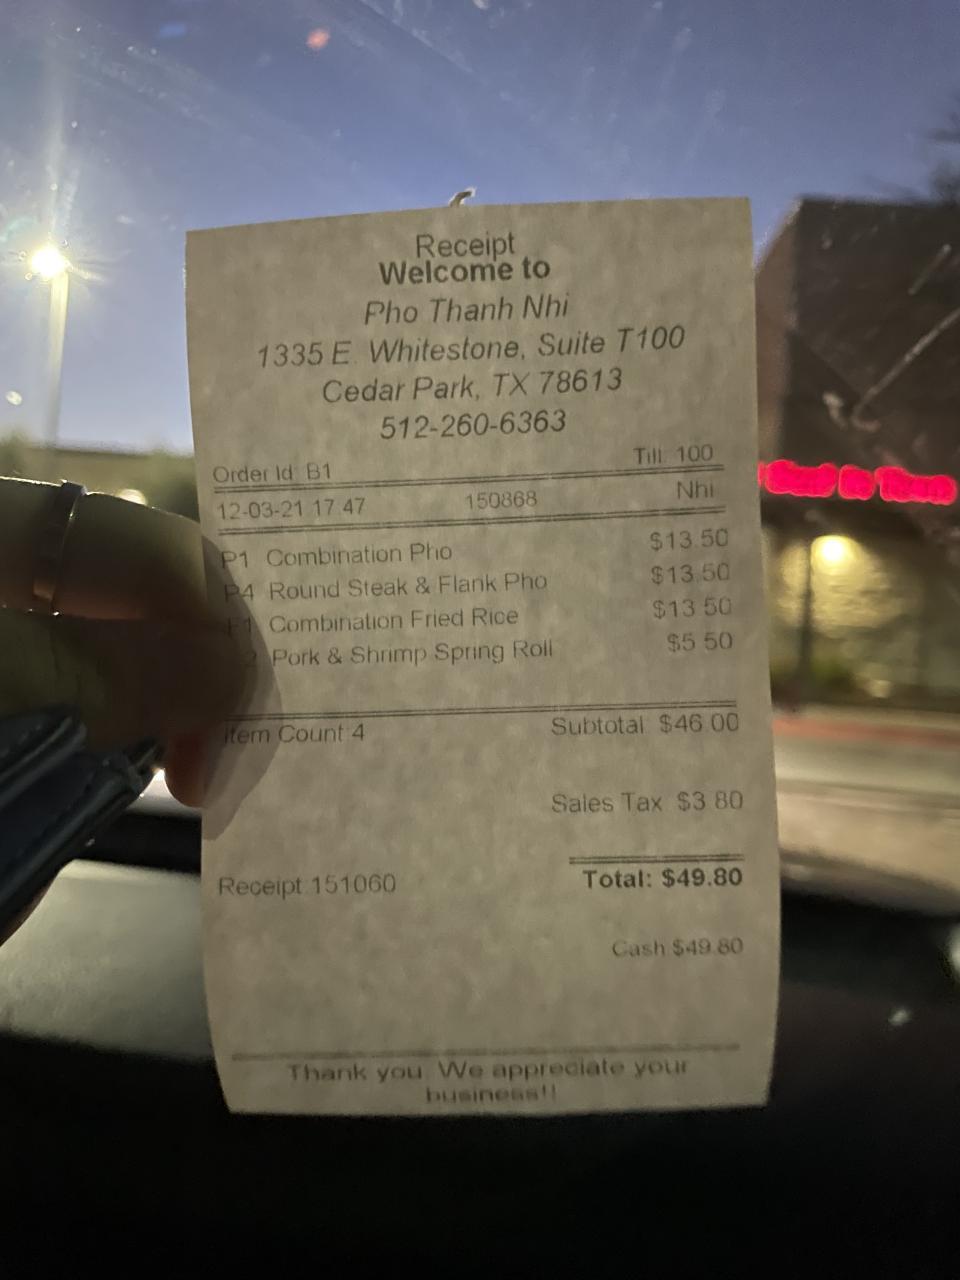 Receipt
Welcome to
Pho Thanh Nhi
1335 E. Whitestone, Suite T100
Cedar Park, TX 78613
512-260-6363
Order Id: B1 Till: 100
12-03-21 17:47 150868 Nhi
P1 Combination Pho $13.50
P4 Round Steak & Flank Pho $13.50
F1 Combination Fried Rice $13.50
Pork & Shrimp Spring Roll $5.50
Item Count 4 Subtotal: $46.00
Sales Tax $3.80
Receipt 151060 Total: $49.80
Cash $49.80
Thank you. We appreciate your
business!!